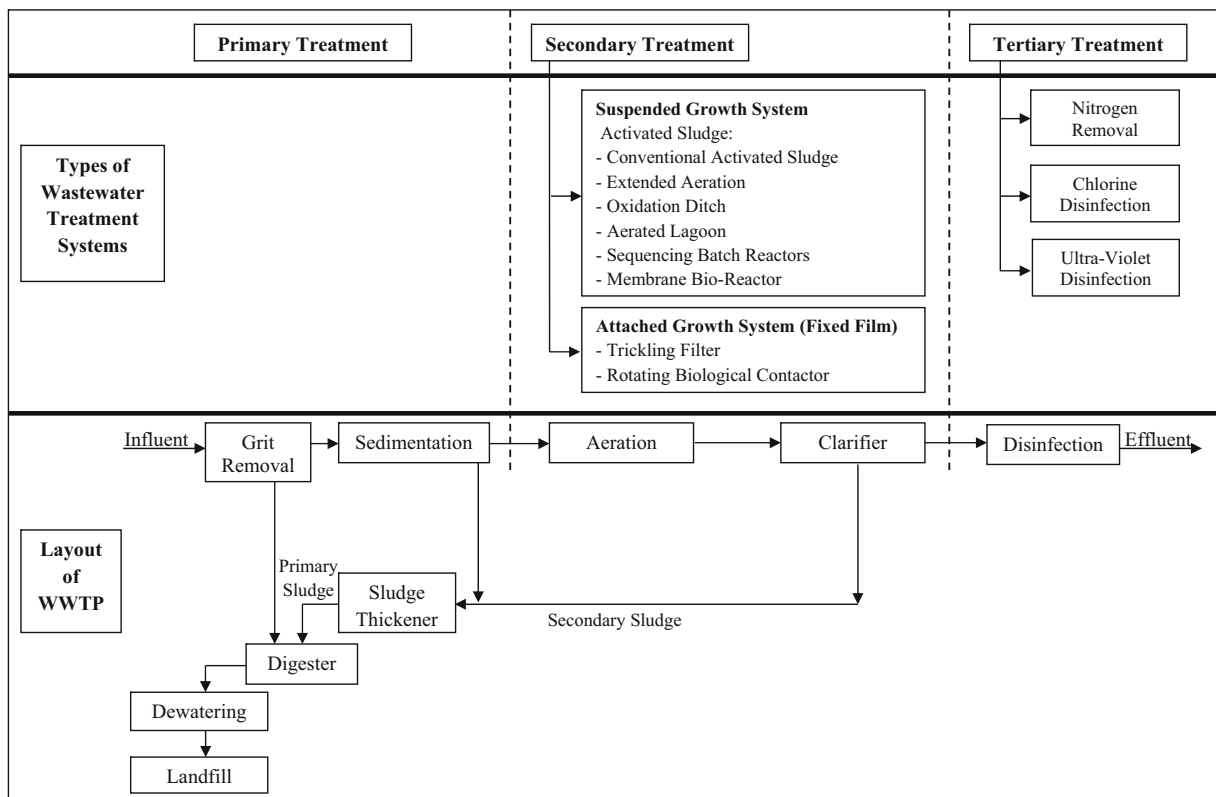 Primary Treatment
Secondary Treatment
Tertiary Treatment
Types of
Wastewater
Treatment
Systems
Suspended Growth System
Activated Sludge:
- Conventional Activated Sludge
- Extended Aeration
- Oxidation Ditch
- Aerated Lagoon
- Sequencing Batch Reactors
- Membrane Bio-Reactor
Attached Growth System (Fixed Film)
- Trickling Filter
- Rotating Biological Contactor
Nitrogen
Removal
Chlorine
Disinfection
Ultra-Violet
Disinfection
Layout
of
WWTP
Influent
Grit
Removal
Sedimentation
Aeration
Clarifier
Disinfection
Effluent
Primary
Sludge
Sludge
Thickener
Secondary Sludge
Digester
Dewatering
Landfill